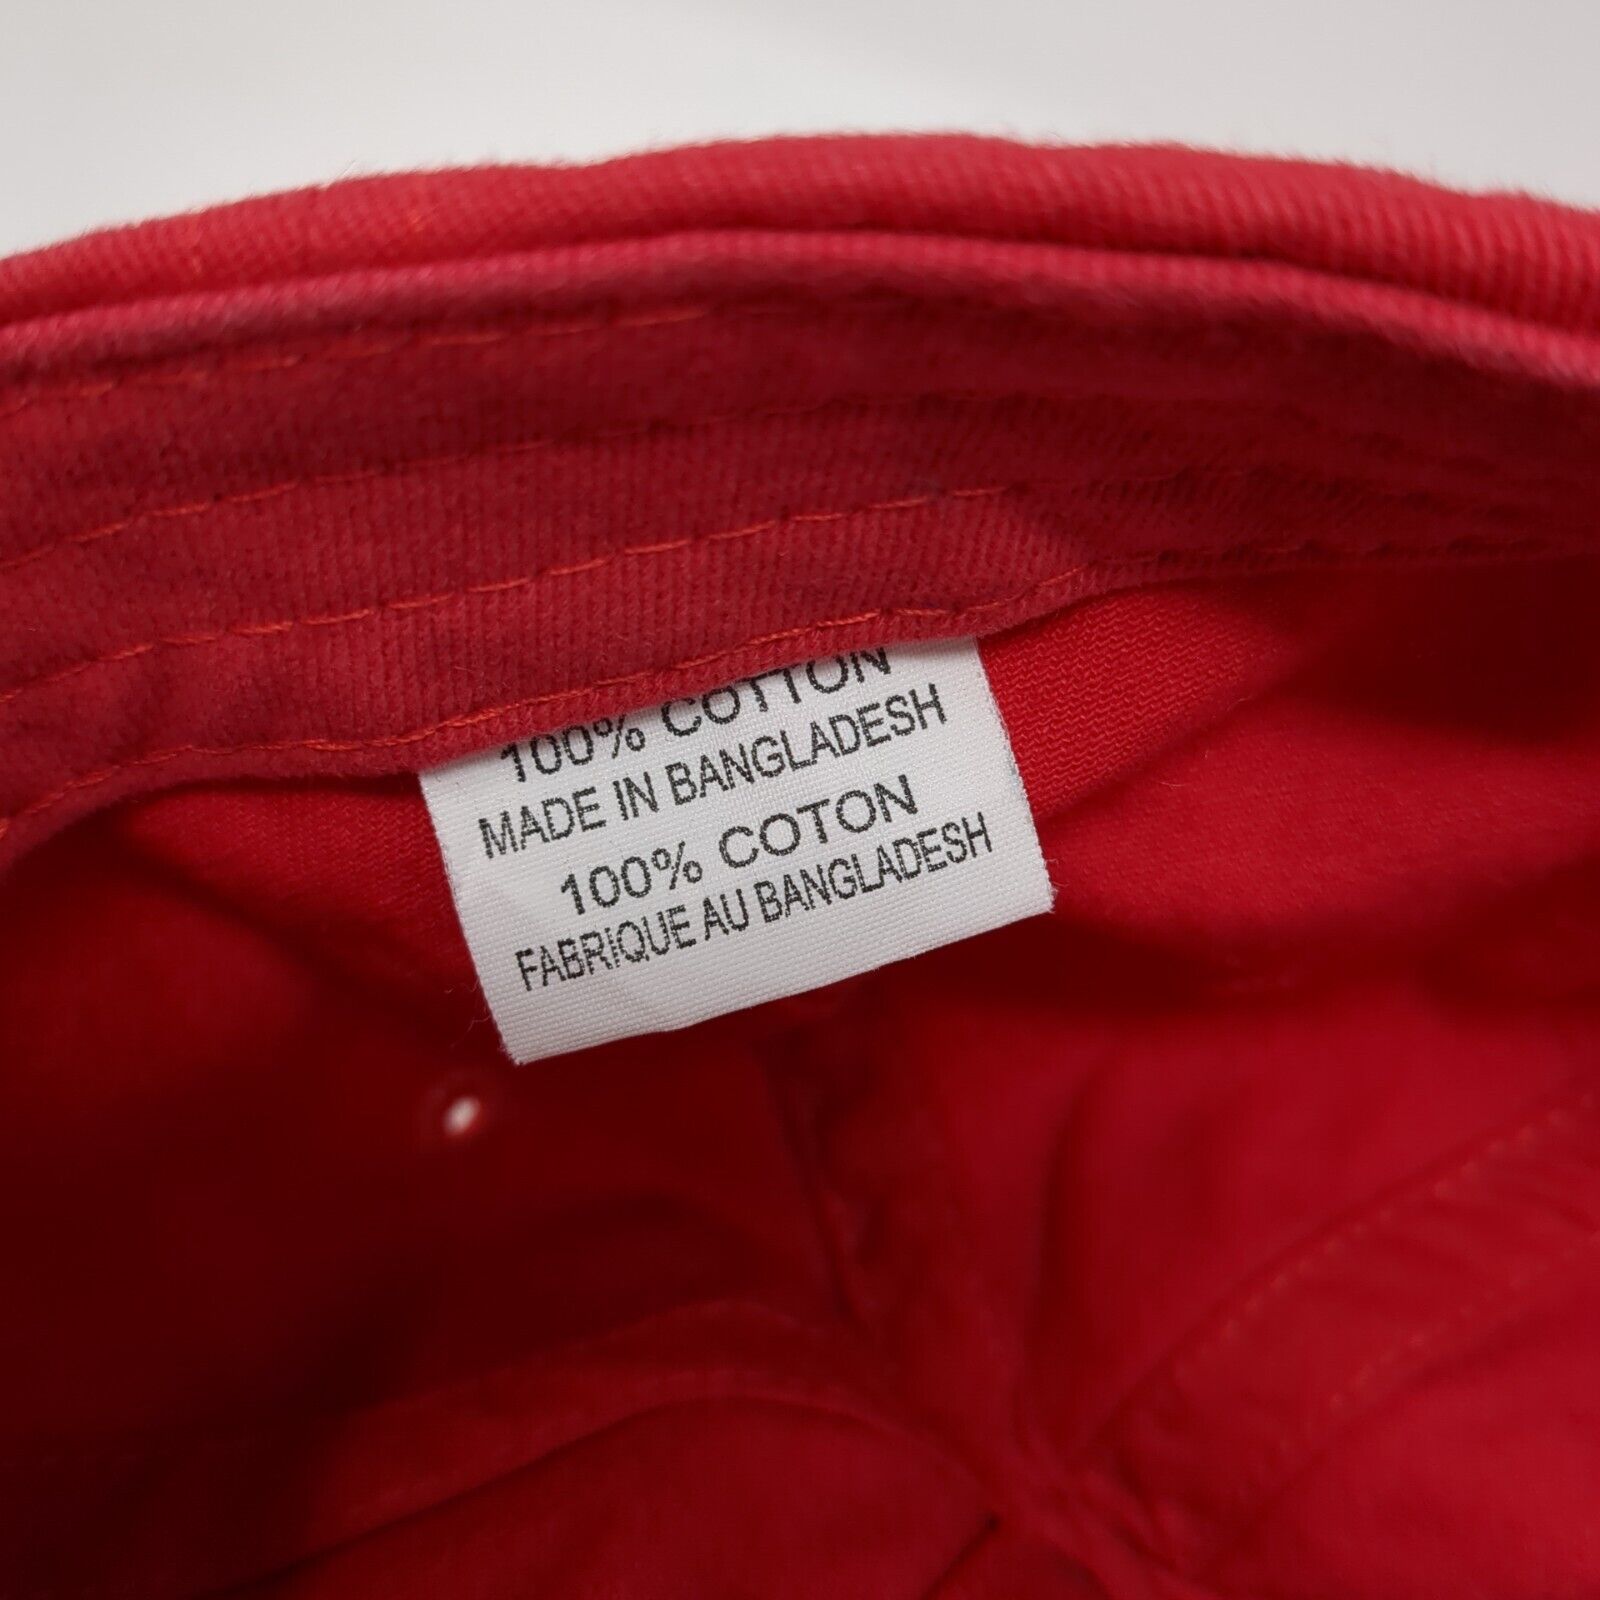 100% COTTON
MADE IN BANGLADESH
100% COTON
FABRIQUE AU BANGLADESH